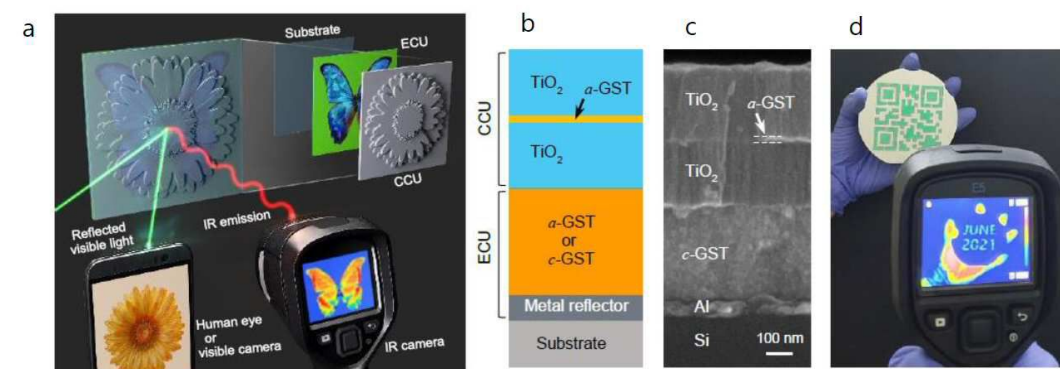 a
Substrate
ECU
CCU
Reflected
visible light
IR emission
Human eye
or
visible camera
IR camera
b
CCU
TiO₂
a-GST
TiO₂
ECU
a-GST
or
c-GST
Metal reflector
Substrate
c
TiO₂
a-GST
TiO₂
c-GST
Al
Si
100 nm
d
E5
JUNE
2021